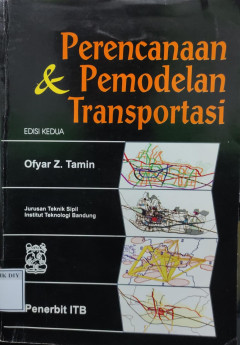 Perencanaan
& Pemodelan
Transportasi
EDISI KEDUA
Ofyar Z. Tamin
Jurusan Teknik Sipil
Institut Teknologi Bandung
Penerbit ITB